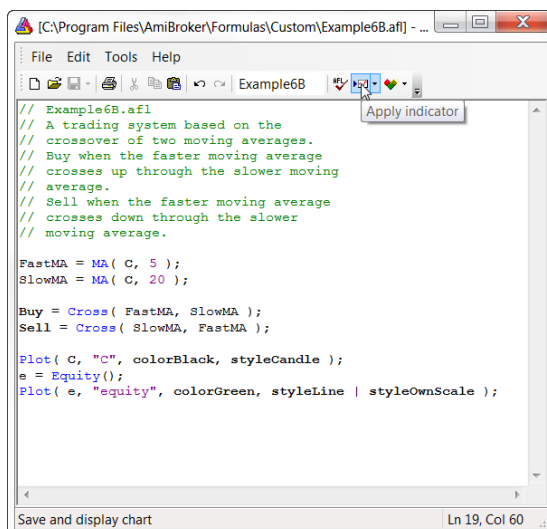 [C:\Program Files\AmiBroker\Formulas\Custom\Example6B.afl] - ...
File Edit Tools Help
Example6B
Apply indicator
// Example6B.afl
// A trading system based on the
// crossover of two moving averages.
// Buy when the faster moving average
// crosses up through the slower moving
// average.
// Sell when the faster moving average
// crosses down through the slower
// moving average.
FastMA = MA( C, 5 );
SlowMA = MA( C, 20 );
Buy = Cross( FastMA, SlowMA );
Sell = Cross( SlowMA, FastMA );
Plot( C, "C", colorBlack, styleCandle );
e = Equity();
Plot( e, "equity", colorGreen, styleLine | styleOwnScale );
Save and display chart Ln 19, Col 60